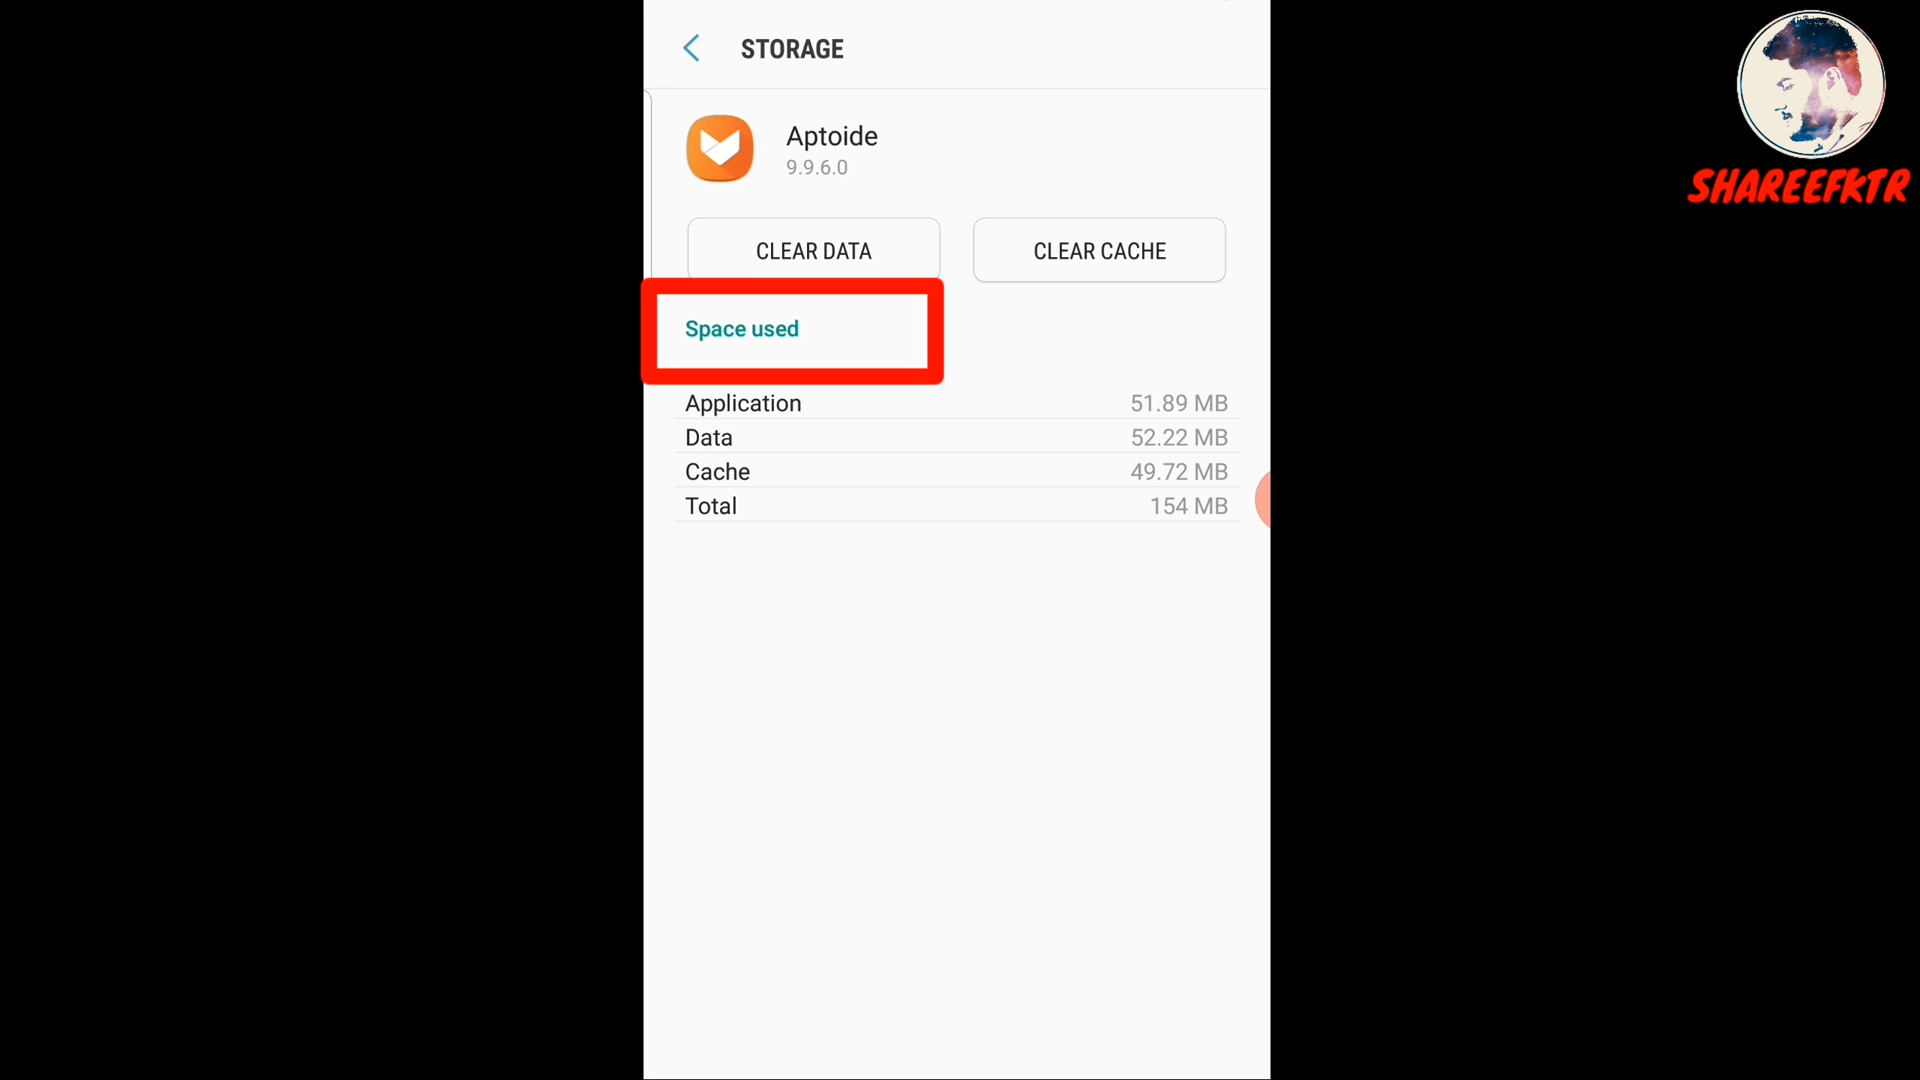 STORAGE
Aptoide
9.9.6.0
CLEAR DATA
CLEAR CACHE
Space used
Application 51.89 MB
Data 52.22 MB
Cache 49.72 MB
Total 154 MB
SHAREEFKTR